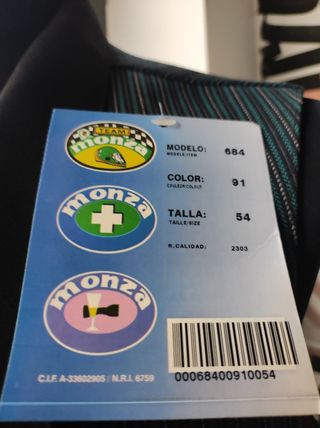 TEAM
monza
MODELO: 684
MODELE/ITEM
COLOR: 91
COULEUR/COLOUR
monza
TALLA: 54
TAILLE/SIZE
R.CALIDAD: 2303
monza
C.I.F. A-33602905 / N.R.I. 6759
00068400910054